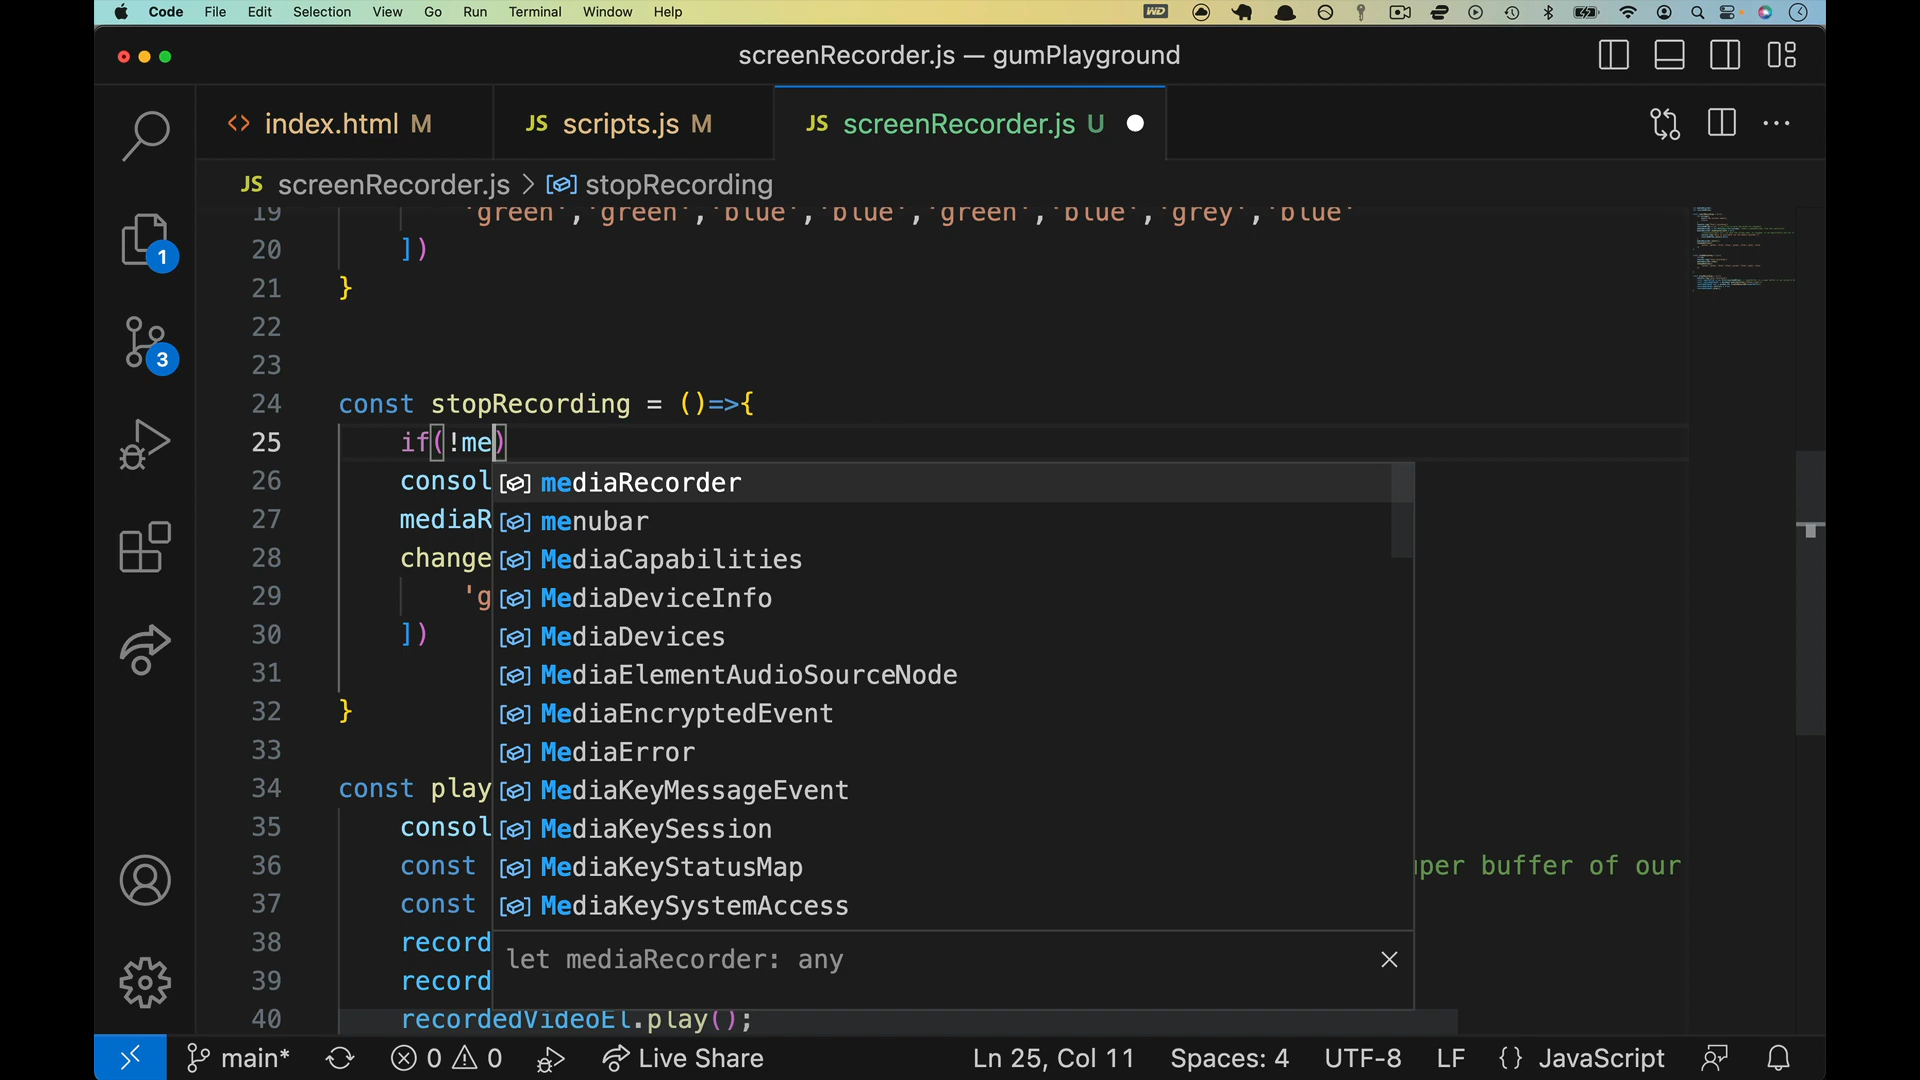 Code File Edit Selection View Go Run Terminal Window Help
screenRecorder.js — gumPlayground
index.html M
JS scripts.js M
JS screenRecorder.js U
JS screenRecorder.js > stopRecording
19 'green','green','blue','blue','green','blue','grey','blue'
20 ])
21 }
22
23
24 const stopRecording = ()=>{
25 if(!me)
26 consol
27 mediaR
28 change
29 'g
30 ])
31
32 }
33
34 const play
35 consol
36 const
37 const
38 record
39 record
40 recordedVideoEl.play();
mediaRecorder
menubar
MediaCapabilities
MediaDeviceInfo
MediaDevices
MediaElementAudioSourceNode
MediaEncryptedEvent
MediaError
MediaKeyMessageEvent
MediaKeySession
MediaKeyStatusMap
MediaKeySystemAccess
let mediaRecorder: any
uper buffer of our
1
3
main* 0 0 Live Share Ln 25, Col 11 Spaces: 4 UTF-8 LF {} JavaScript